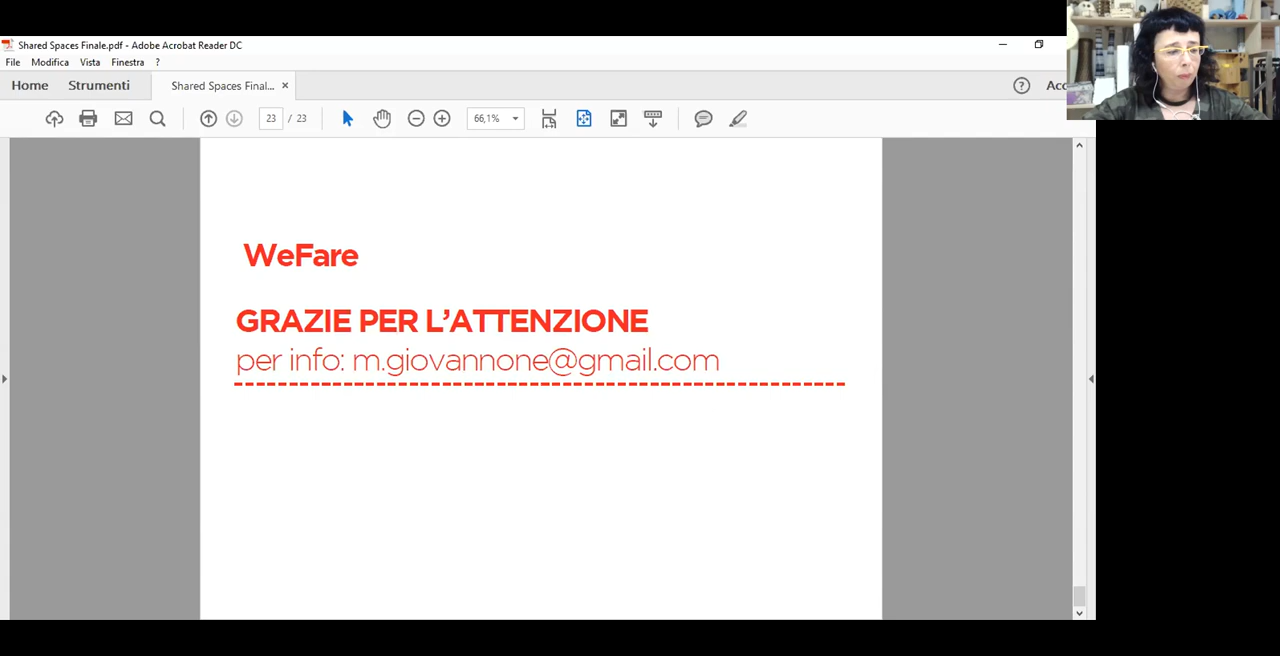 Shared Spaces Finale.pdf - Adobe Acrobat Reader DC
File Modifica Vista Finestra ?
Home Strumenti Shared Spaces Final... × ? Acc
23 / 23 66,1%
WeFare
GRAZIE PER L’ATTENZIONE
per info: m.giovannone@gmail.com